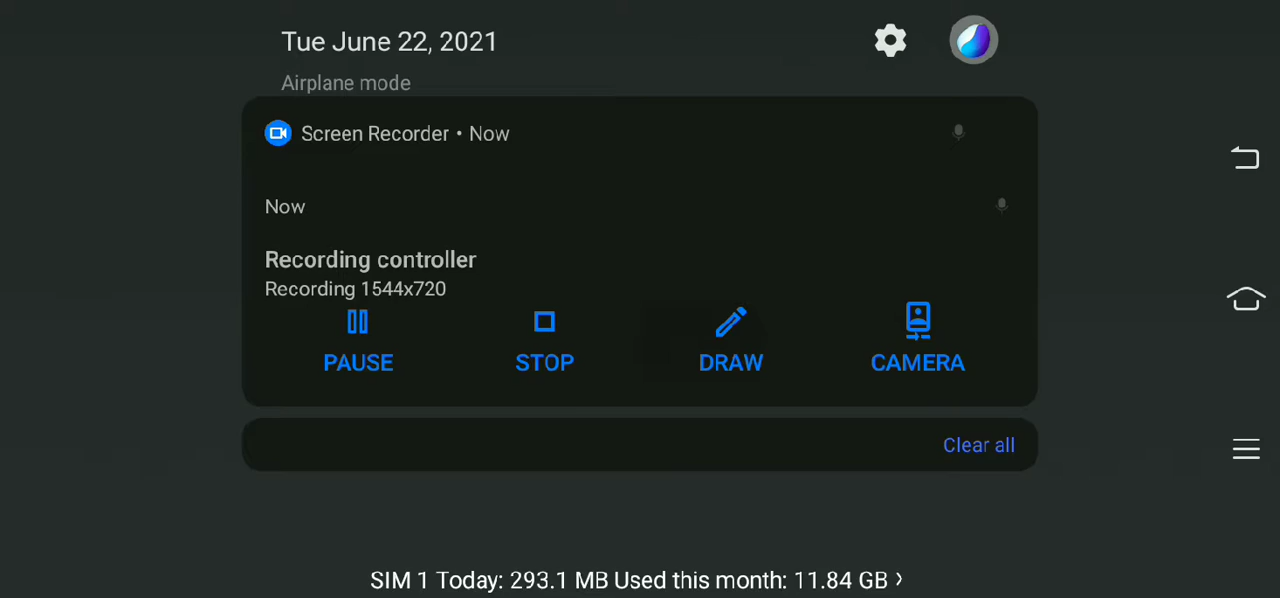 Tue June 22, 2021
Airplane mode
Screen Recorder • Now
Now
Recording controller
Recording 1544x720
PAUSE STOP DRAW CAMERA
Clear all
SIM 1 Today: 293.1 MB Used this month: 11.84 GB ›